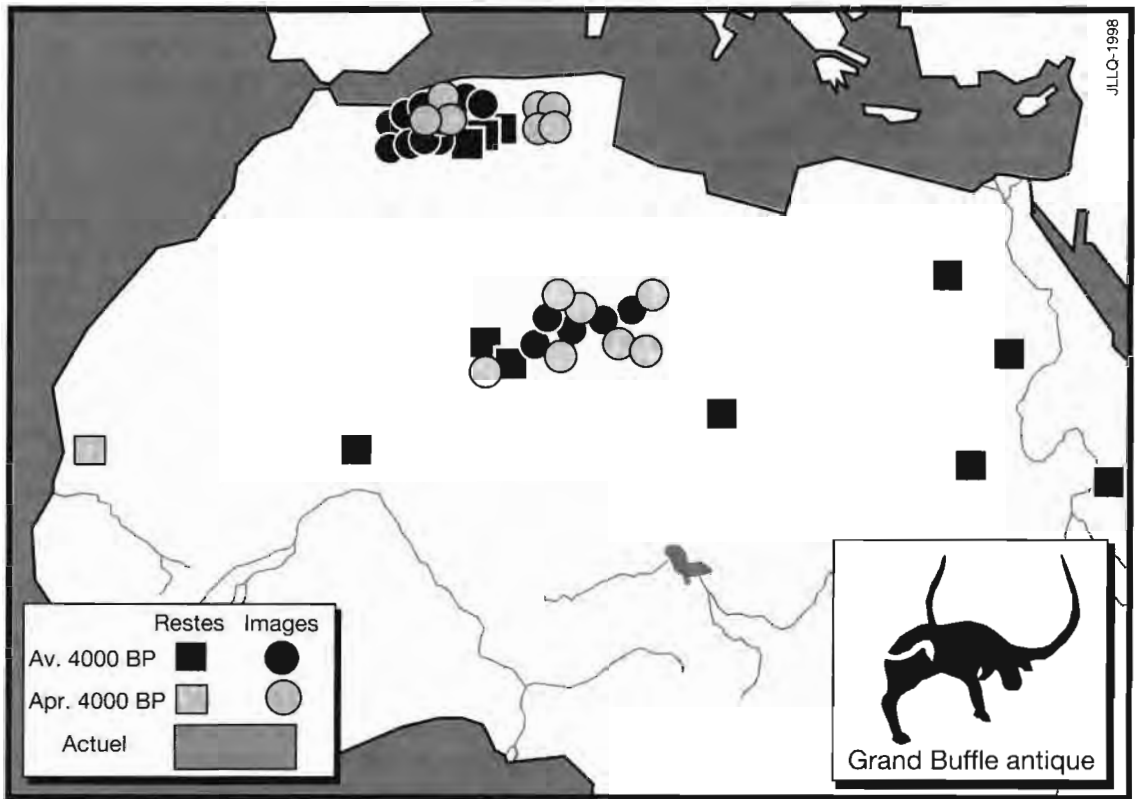 JLLQ-1998
Restes Images
Av. 4000 BP
Apr. 4000 BP
Actuel
Grand Buffle antique